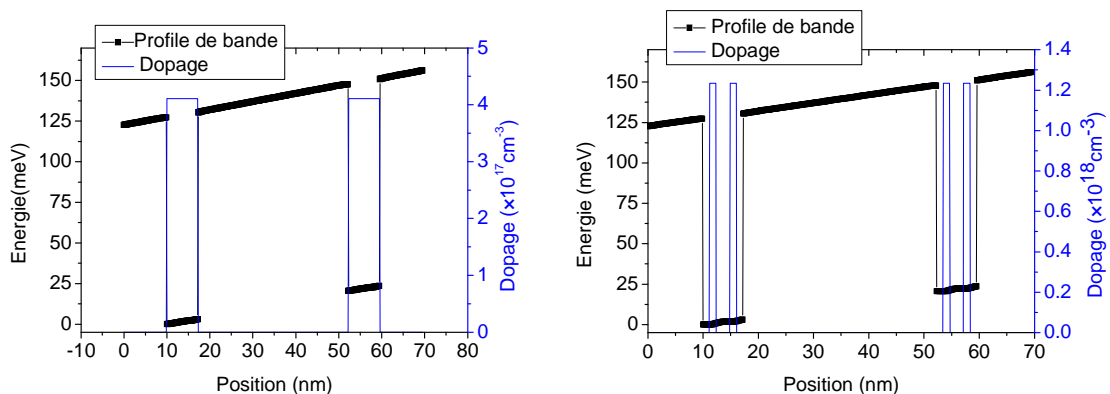 Profile de bande
Dopage
Energie(meV)
150
125
100
75
50
25
0
-10 0 10 20 30 40 50 60 70 80
Position (nm)
5
4
3
2
1
0
Dopage (×10¹⁷cm⁻³)
Profile de bande
Dopage
Energie (meV)
150
125
100
75
50
25
0
0 10 20 30 40 50 60 70
Position (nm)
1.4
1.2
1.0
0.8
0.6
0.4
0.2
0.0
Dopage (×10¹⁸cm⁻³)